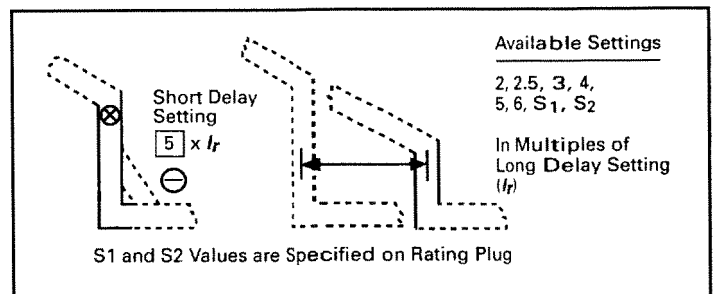 Short Delay
Setting
5 x Ir
Available Settings
2, 2.5, 3, 4,
5, 6, S1, S2
In Multiples of
Long Delay Setting
(Ir)
S1 and S2 Values are Specified on Rating Plug